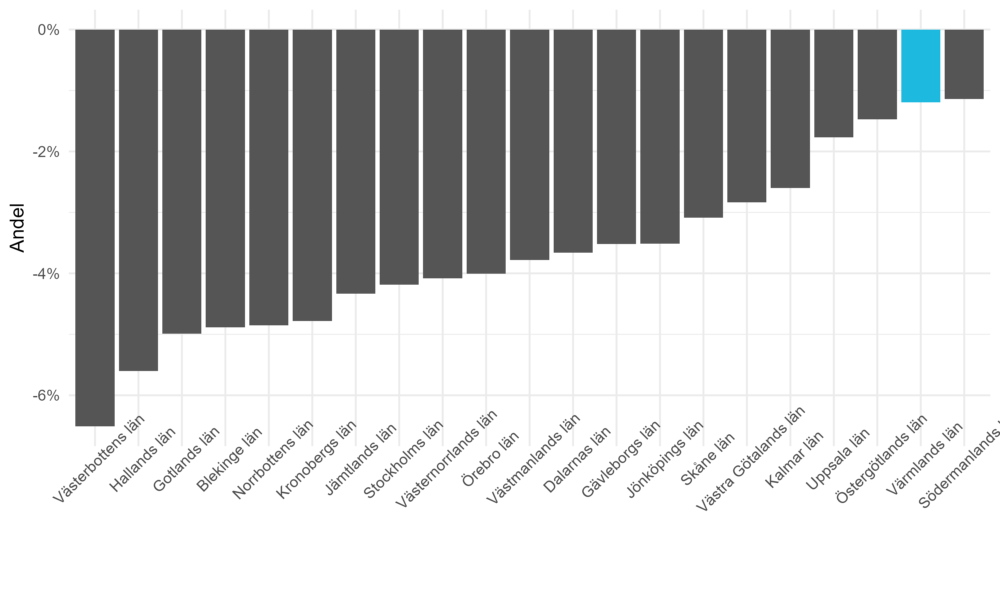 Andel
0%
-2%
-4%
-6%
Västerbottens län
Hallands län
Gotlands län
Blekinge län
Norrbottens län
Kronobergs län
Jämtlands län
Stockholms län
Västernorrlands län
Örebro län
Västmanlands län
Dalarnas län
Gävleborgs län
Jönköpings län
Skåne län
Västra Götalands län
Kalmar län
Uppsala län
Östergötlands län
Värmlands län
Södermanlands